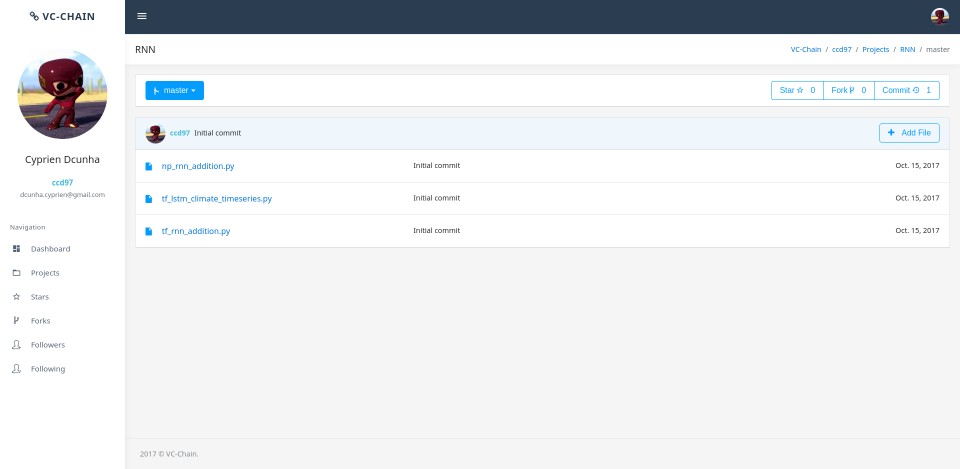 VC-CHAIN
RNN
VC-Chain / ccd97 / Projects / RNN / master
Cyprien Dcunha
ccd97
dcunha.cyprien@gmail.com
Navigation
Dashboard
Projects
Stars
Forks
Followers
Following
master
Star 0 Fork 0 Commit 1
ccd97 Initial commit
Add File
np_rnn_addition.py Initial commit Oct. 15, 2017
tf_lstm_climate_timeseries.py Initial commit Oct. 15, 2017
tf_rnn_addition.py Initial commit Oct. 15, 2017
2017 © VC-Chain.